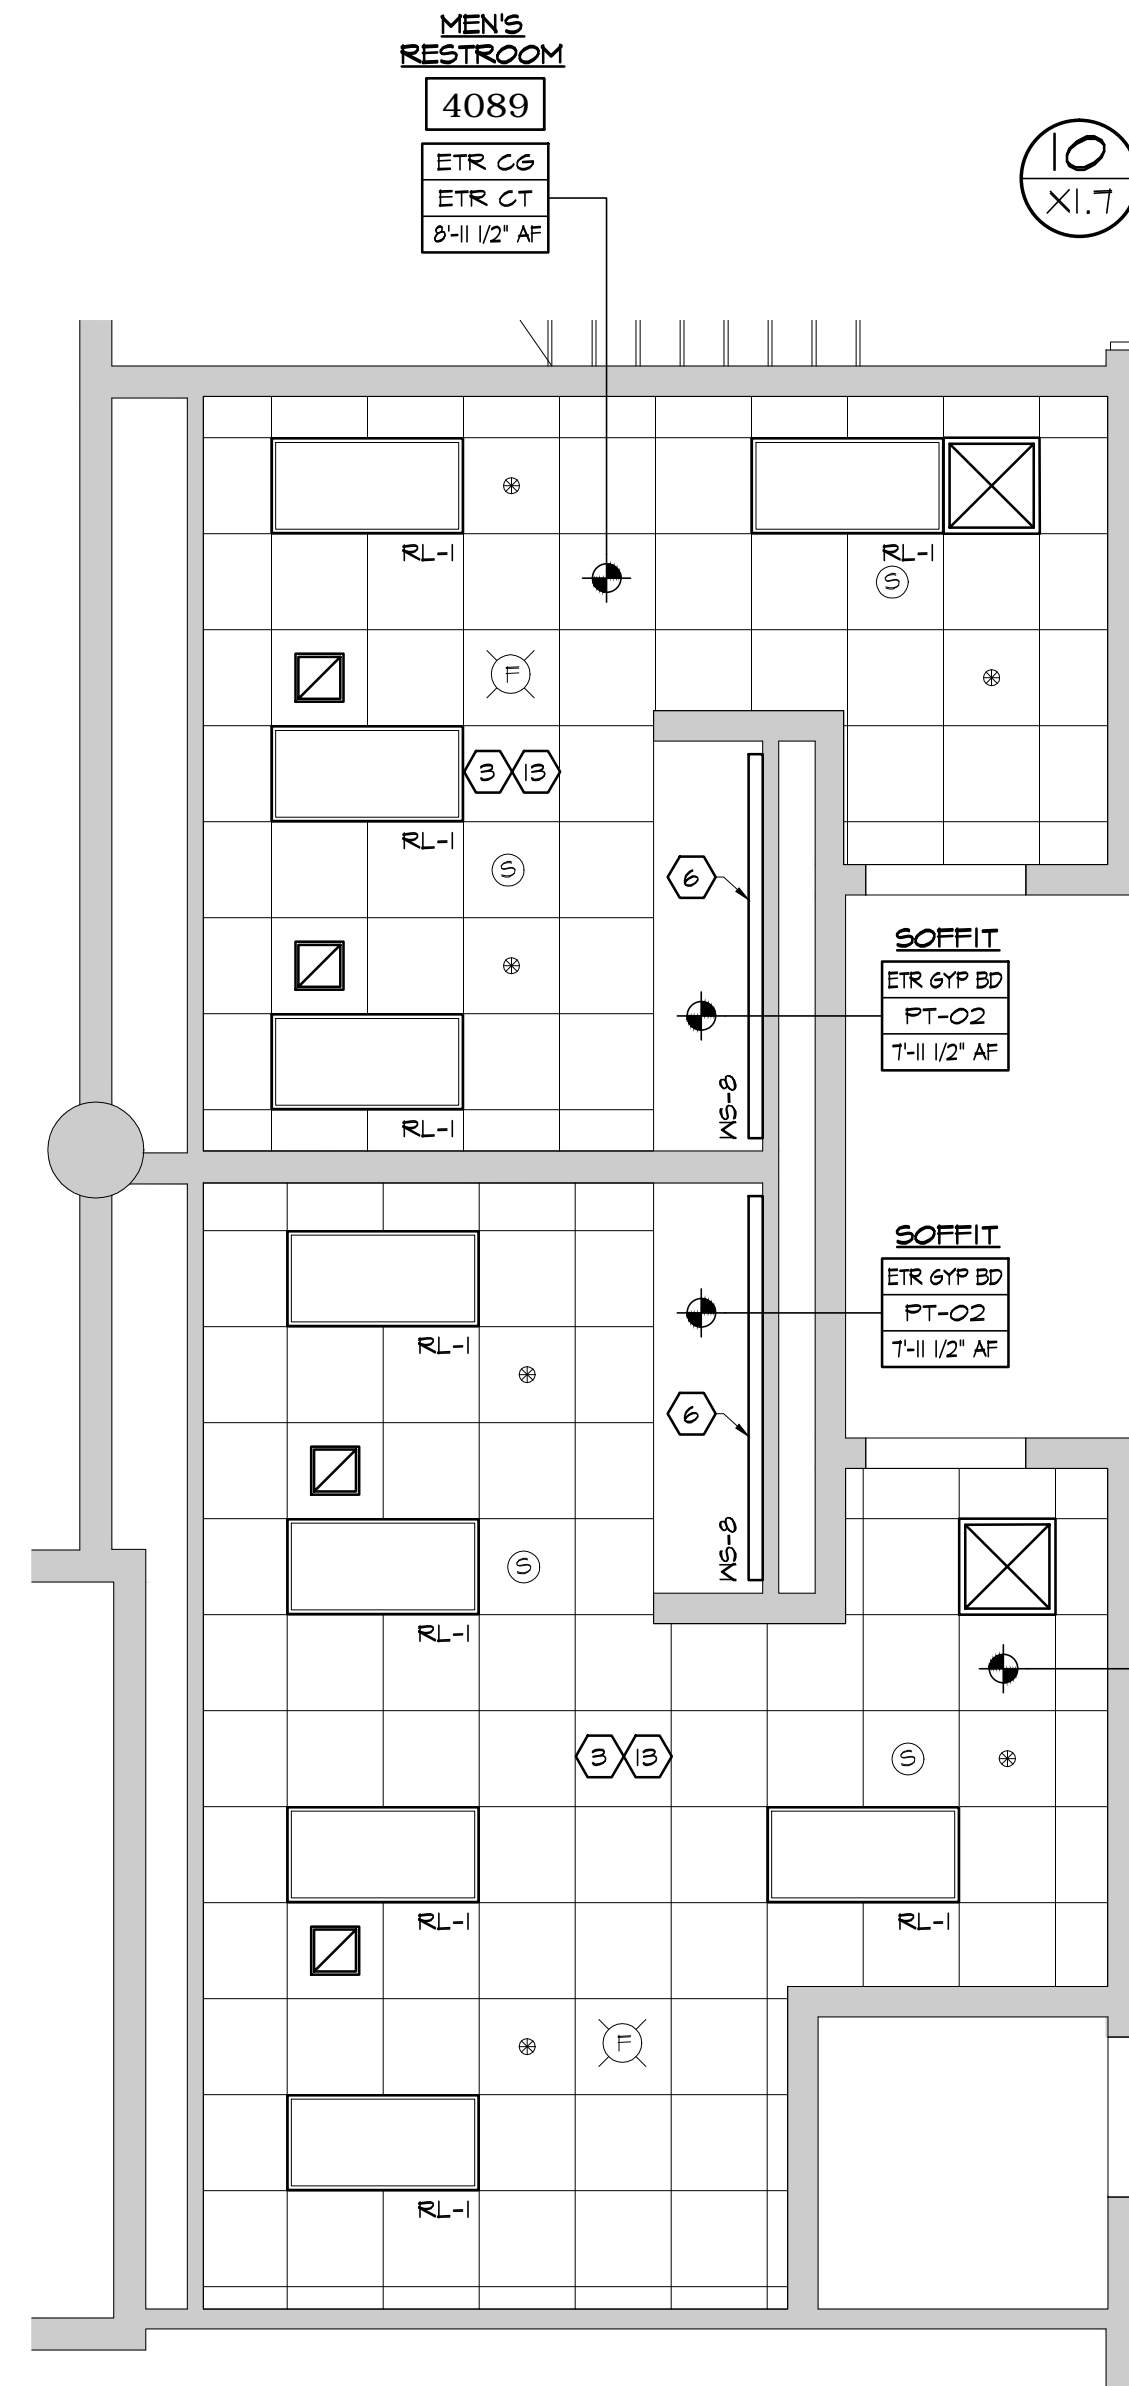 MEN'S
RESTROOM
4089
ETR CG
ETR CT
8'-11 1/2" AF
10
X1.7
RL-1
RL-1
S
F
3 13
RL-1
S
6
SOFFIT
ETR GYP BD
PT-02
7'-11 1/2" AF
WS-8
RL-1
SOFFIT
ETR GYP BD
PT-02
7'-11 1/2" AF
RL-1
6
WS-8
S
RL-1
3 13
S
RL-1
RL-1
F
RL-1